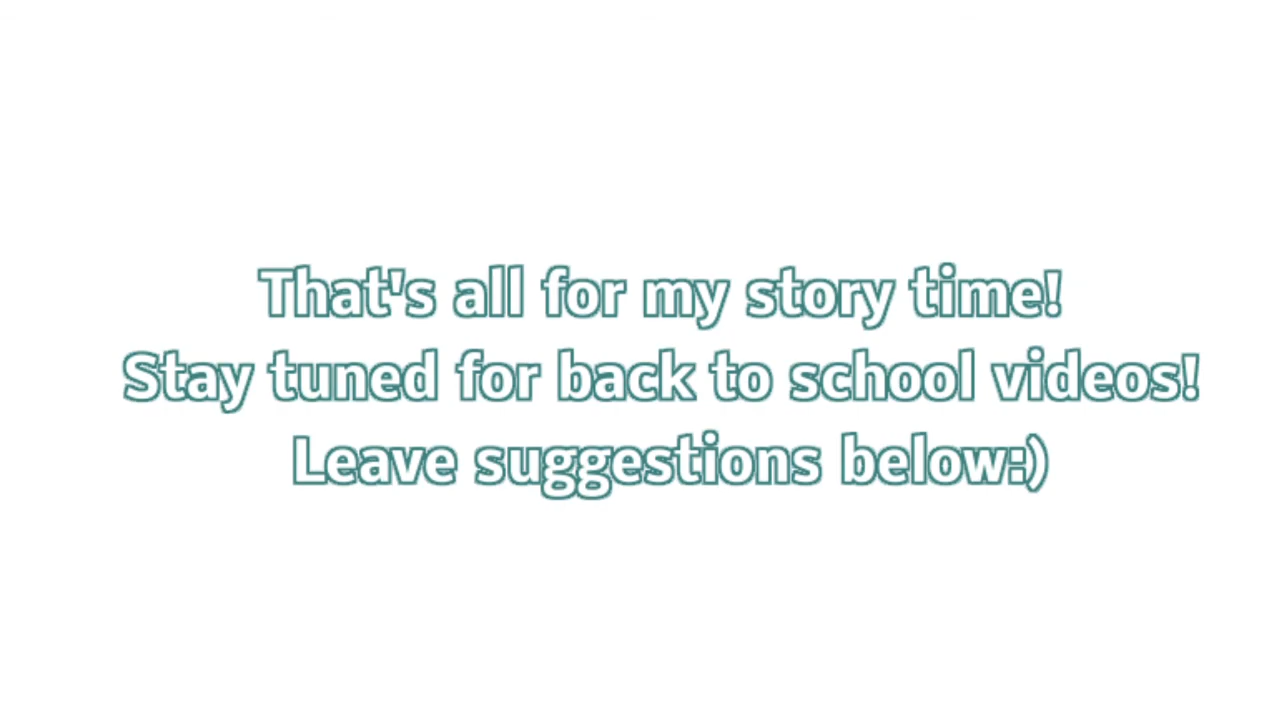 That's all for my story time!
Stay tuned for back to school videos!
Leave suggestions below:)